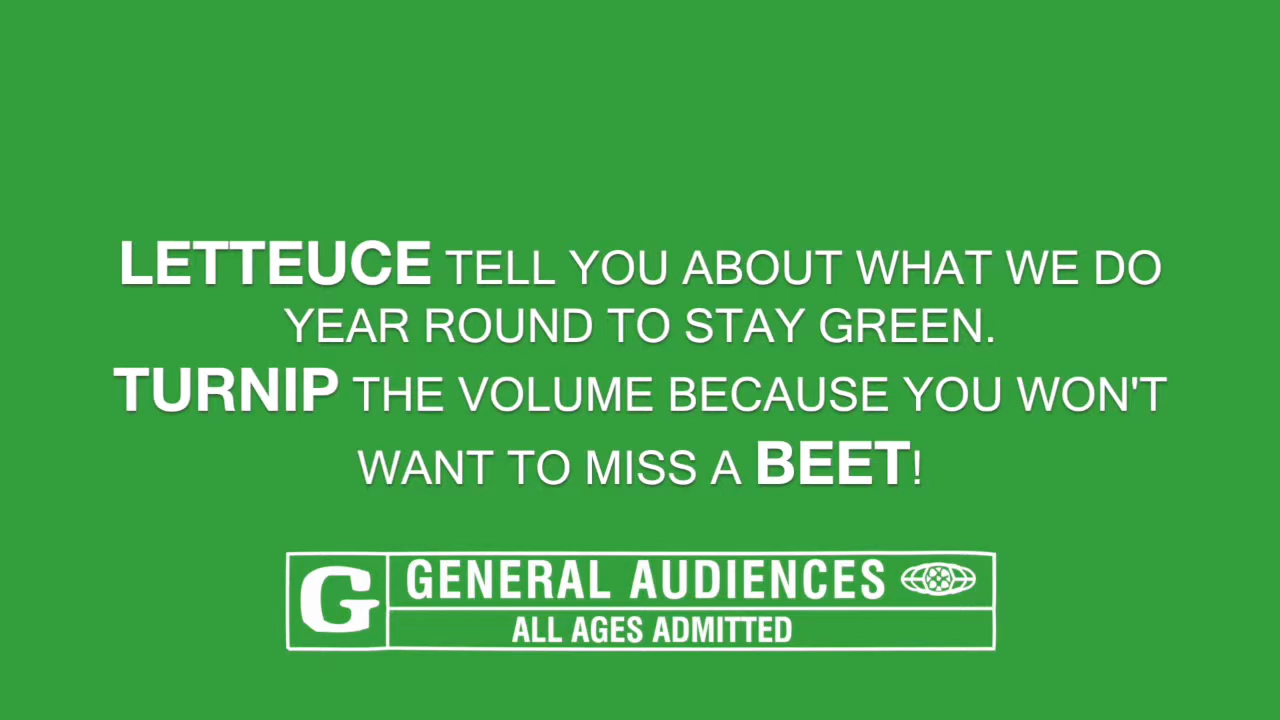 LETTEUCE TELL YOU ABOUT WHAT WE DO
YEAR ROUND TO STAY GREEN.
TURNIP THE VOLUME BECAUSE YOU WON'T
WANT TO MISS A BEET!
G
GENERAL AUDIENCES
ALL AGES ADMITTED